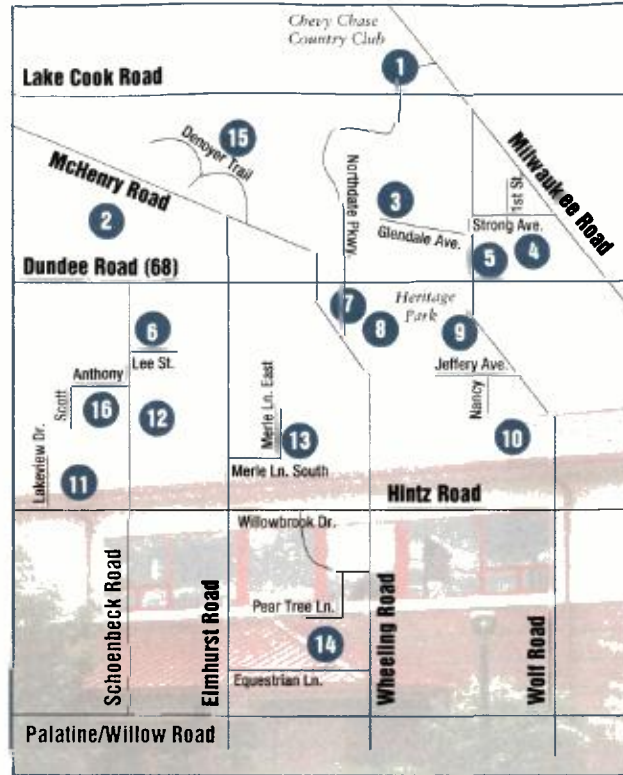 Chevy Chase
Country Club
1
Lake Cook Road
15
Denoyer Trail
McHenry Road
2
Northgate Pkwy.
3
Glendale Ave.
1st St.
Strong Ave.
Milwaukee Road
5
4
Dundee Road (68)
7
8
Heritage
Park
9
6
Lee St.
Anthony
Scott
16
12
Jeffery Ave.
Nancy
10
Merle Ln. East
13
Merle Ln. South
Lakeview Dr.
11
Hintz Road
Willowbrook Dr.
Pear Tree Ln.
14
Equestrian Ln.
Schoenbeck Road
Elmhurst Road
Wheeling Road
Wolf Road
Palatine/Willow Road